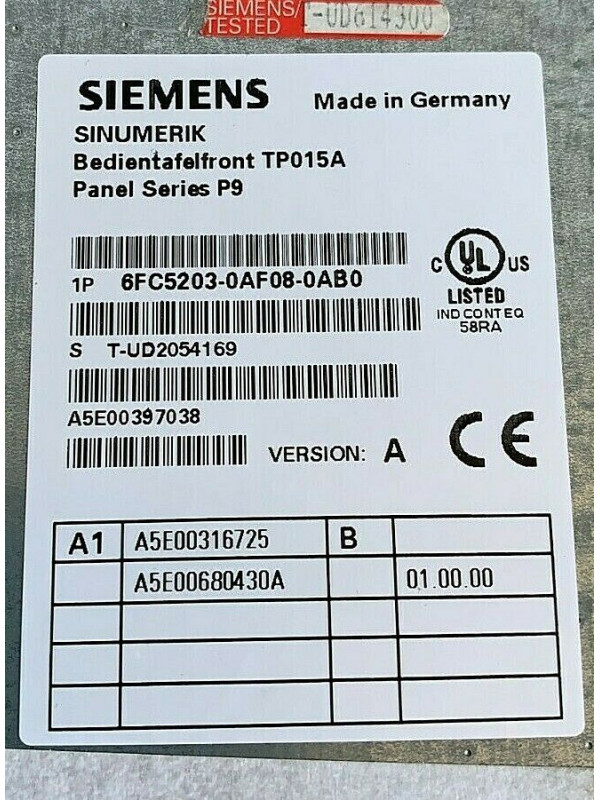 SIEMENS/
TESTED
T-UD614300
SIEMENS Made in Germany
SINUMERIK
Bedientafelfront TP015A
Panel Series P9
1P 6FC5203-0AF08-0AB0
C UL US
LISTED
IND CONT EQ
58RA
S T-UD2054169
A5E00397038
VERSION: A CE
A1 A5E00316725 B
A5E00680430A 01.00.00